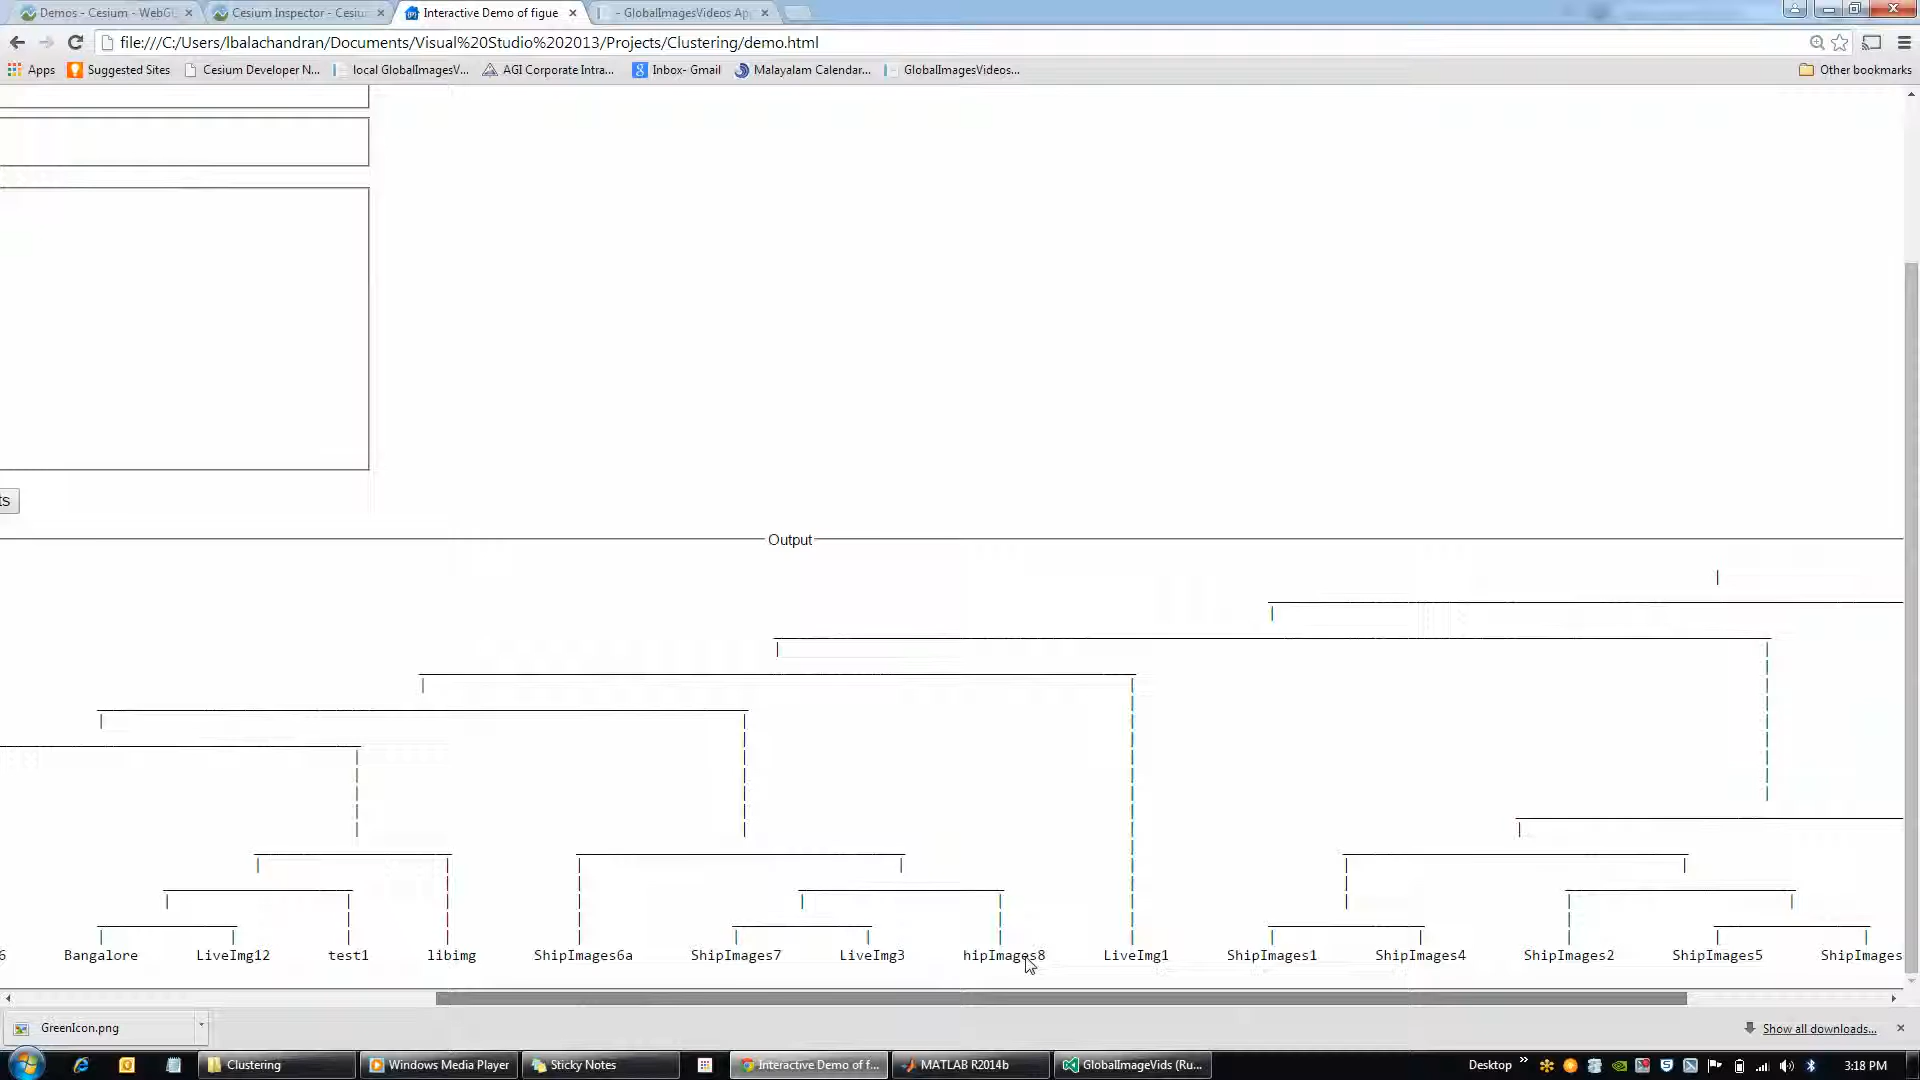 Demos - Cesium - WebGL
Cesium Inspector - Cesiu
Interactive Demo of figue
- GlobalImagesVideos Ap
file:///C:/Users/lbalachandran/Documents/Visual%20Studio%202013/Projects/Clustering/demo.html
Apps
Suggested Sites
Cesium Developer N...
local GlobalImagesV...
AGI Corporate Intra...
Inbox- Gmail
Malayalam Calendar...
GlobalImagesVideos...
Other bookmarks
ts
Output
6 Bangalore LiveImg12 test1 libimg ShipImages6a ShipImages7 LiveImg3 hipImages8 LiveImg1 ShipImages1 ShipImages4 ShipImages2 ShipImages5 ShipImages
GreenIcon.png
Show all downloads...
Clustering
Windows Media Player
Sticky Notes
Interactive Demo of f...
MATLAB R2014b
GlobalImageVids (Ru...
Desktop
3:18 PM